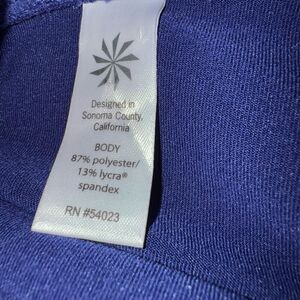 Designed in
Sonoma County,
California
BODY
87% polyester/
13% lycra®
spandex
RN #54023